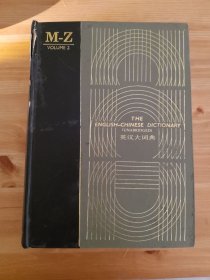 M-Z
VOLUME 2
THE
ENGLISH-CHINESE DICTIONARY
(UNABRIDGED)
英汉大词典